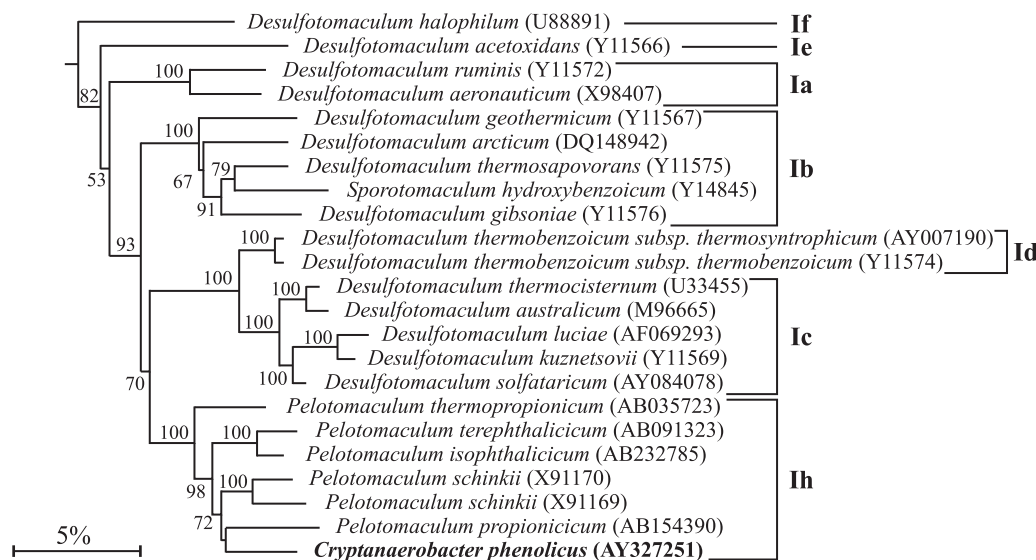 Desulfotomaculum halophilum (U88891) If
Desulfotomaculum acetoxidans (Y11566) Ie
100 Desulfotomaculum ruminis (Y11572)
82 Desulfotomaculum aeronauticum (X98407) Ia
Desulfotomaculum geothermicum (Y11567)
100 Desulfotomaculum arcticum (DQ148942)
53 67 79 Desulfotomaculum thermosapovorans (Y11575) Ib
Sporotomaculum hydroxybenzoicum (Y14845)
91 Desulfotomaculum gibsoniae (Y11576)
93 100 Desulfotomaculum thermobenzoicum subsp. thermosyntrophicum (AY007190)
Desulfotomaculum thermobenzoicum subsp. thermobenzoicum (Y11574) Id
100 Desulfotomaculum thermocisternum (U33455)
100 Desulfotomaculum australicum (M96665)
100 Desulfotomaculum luciae (AF069293) Ic
Desulfotomaculum kuznetsovii (Y11569)
70 100 Desulfotomaculum solfataricum (AY084078)
Pelotomaculum thermopropionicum (AB035723)
100 100 Pelotomaculum terephthalicicum (AB091323)
Pelotomaculum isophthalicicum (AB232785)
98 100 Pelotomaculum schinkii (X91170) Ih
Pelotomaculum schinkii (X91169)
72 Pelotomaculum propionicicum (AB154390)
5% Cryptanaerobacter phenolicus (AY327251)